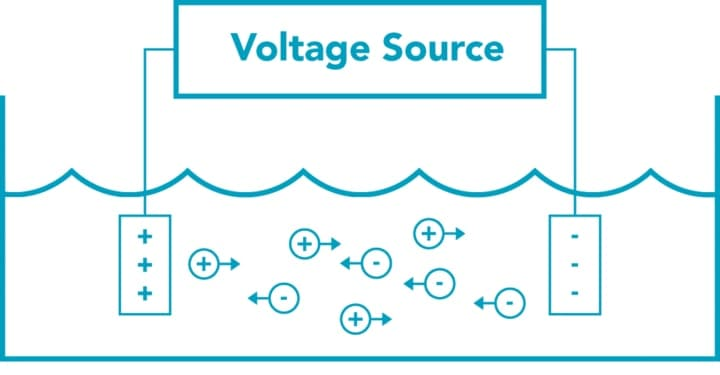 Voltage Source
+ -
+ -
+ -
+ + + -
+ - -
- +